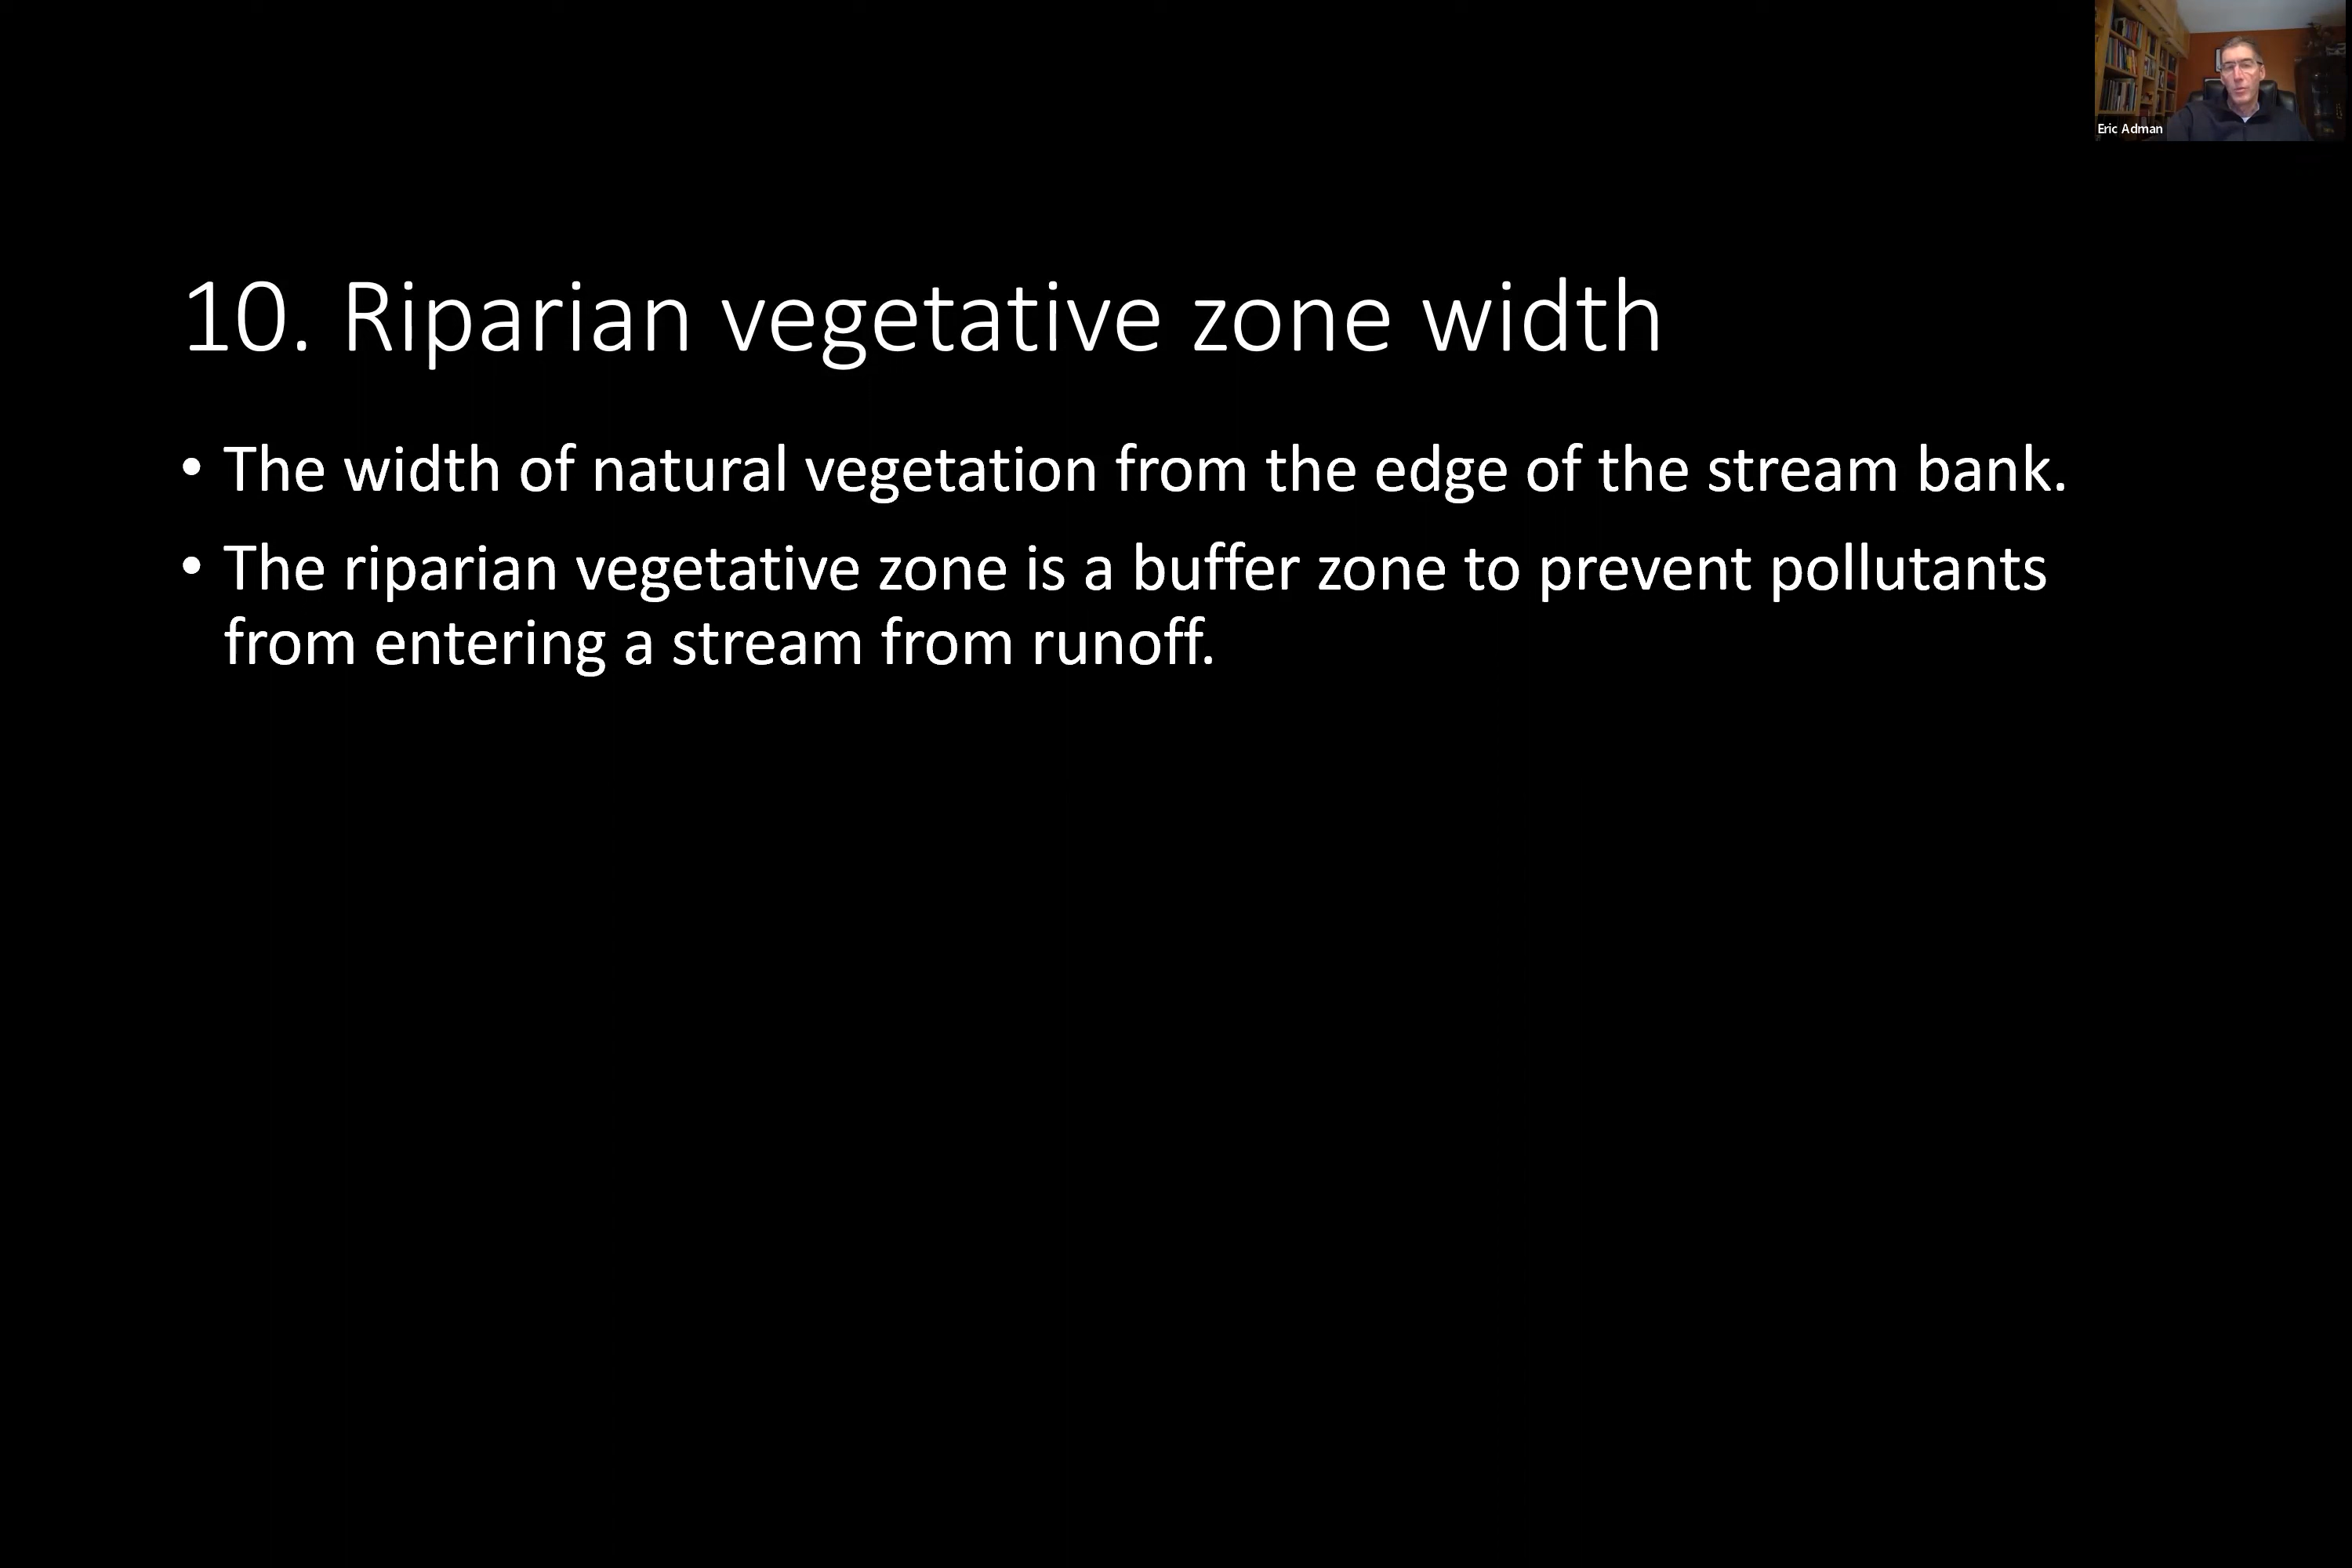 Eric Adman
10. Riparian vegetative zone width
• The width of natural vegetation from the edge of the stream bank.
• The riparian vegetative zone is a buffer zone to prevent pollutants
from entering a stream from runoff.